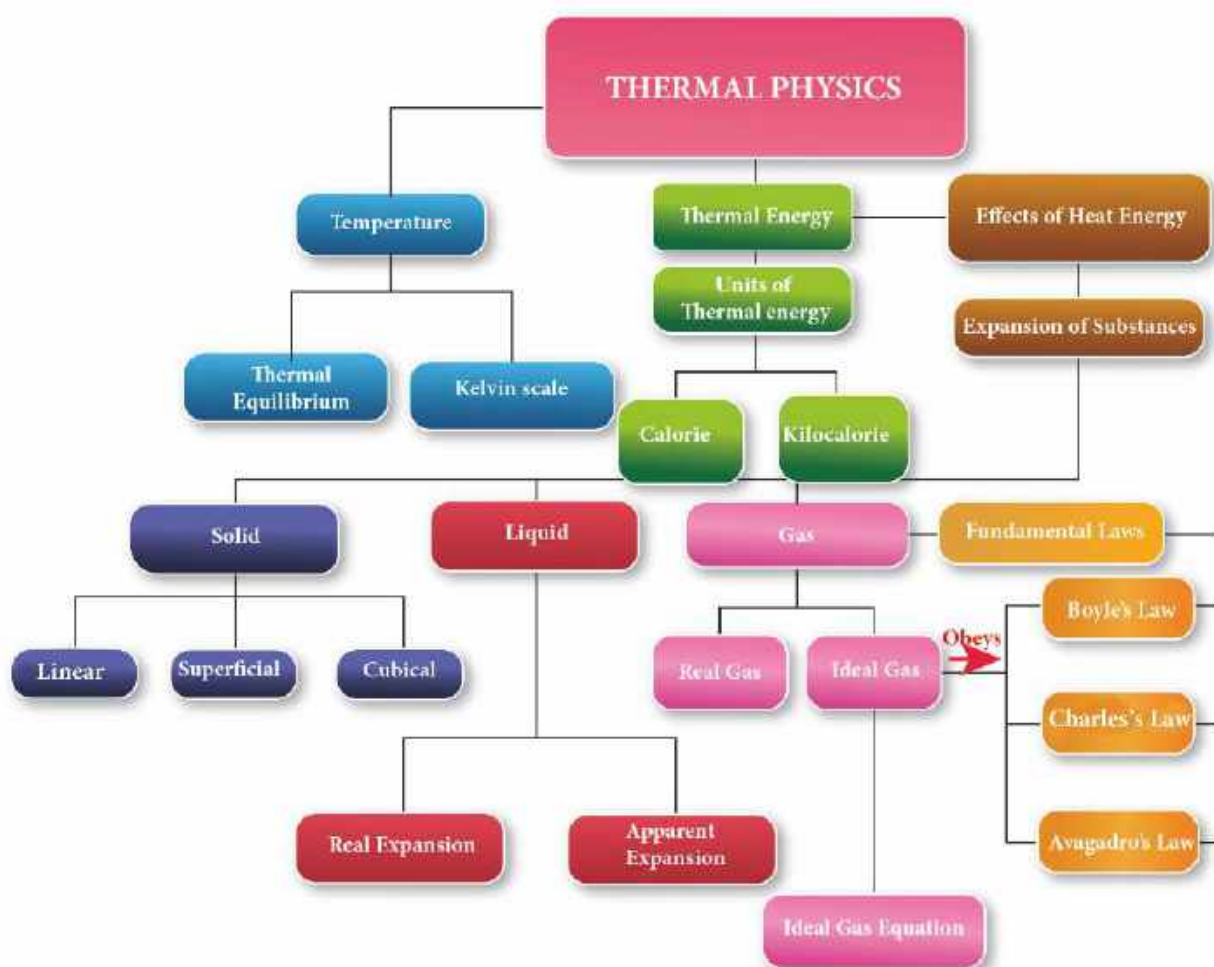 THERMAL PHYSICS
Temperature
Thermal Energy
Effects of Heat Energy
Units of
Thermal energy
Expansion of Substances
Thermal
Equilibrium
Kelvin scale
Calorie
Kilocalorie
Solid
Liquid
Gas
Fundamental Laws
Linear
Superficial
Cubical
Real Gas
Ideal Gas
Obeys
Boyle's Law
Charles's Law
Avagadro's Law
Real Expansion
Apparent
Expansion
Ideal Gas Equation